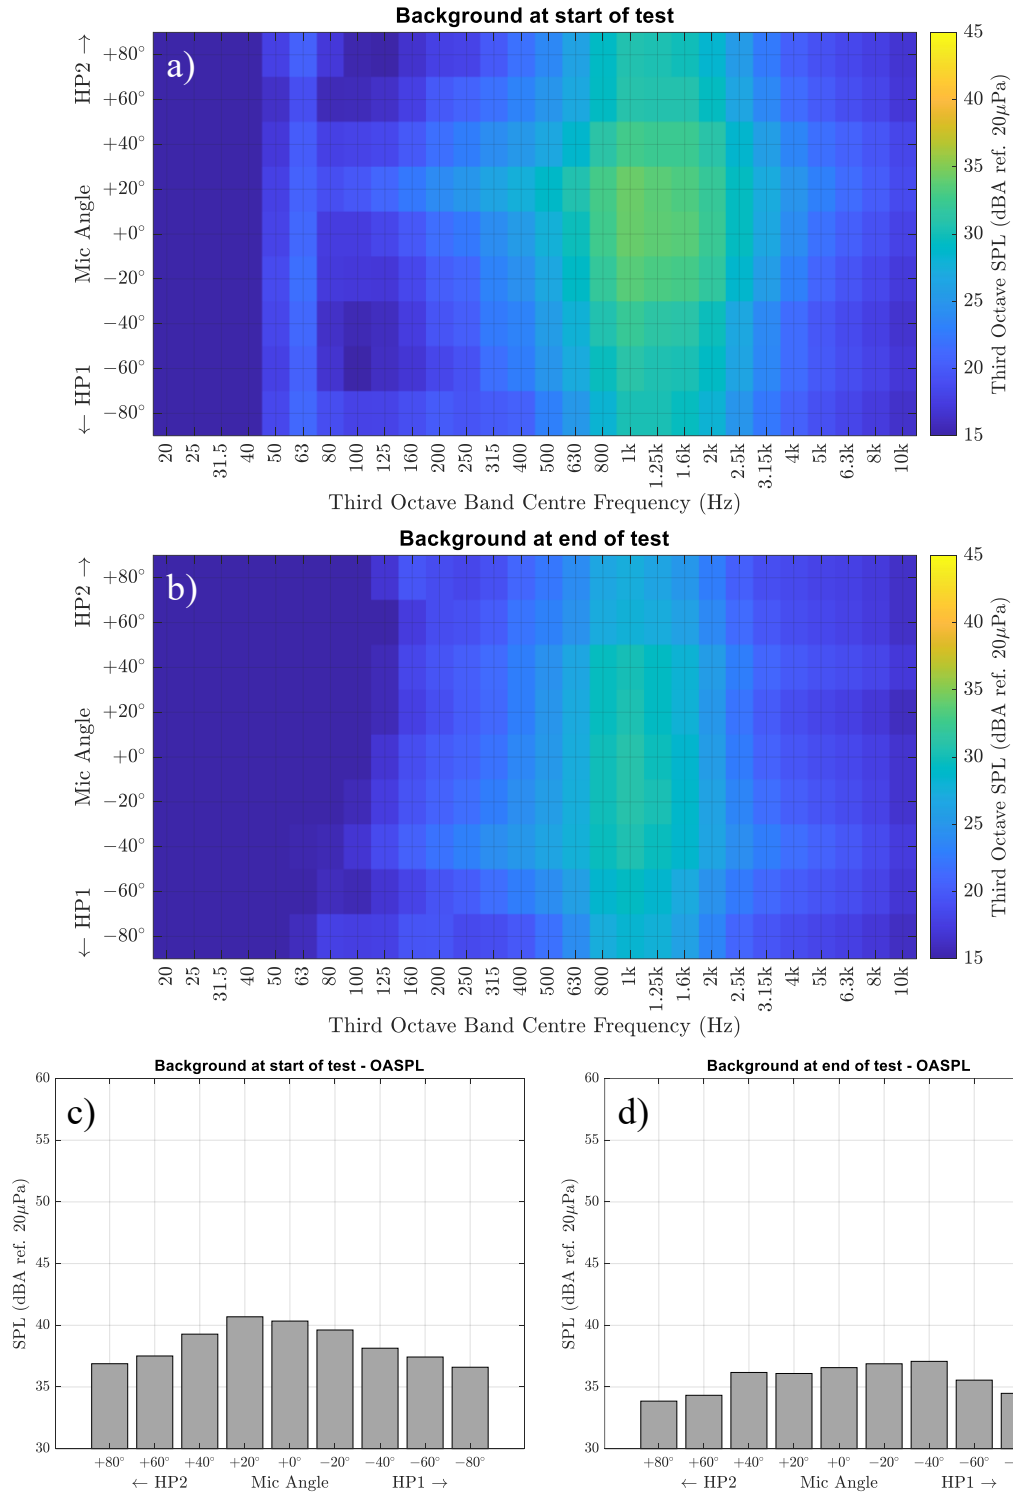 Background at start of test
a)
HP2 →
Mic Angle
← HP1
+80°
+60°
+40°
+20°
+0°
−20°
−40°
−60°
−80°
20 25 31.5 40 50 63 80 100 125 160 200 250 315 400 500 630 800 1k 1.25k 1.6k 2k 2.5k 3.15k 4k 5k 6.3k 8k 10k
Third Octave Band Centre Frequency (Hz)
45
40
35
30
25
20
15
Third Octave SPL (dBA ref. 20μPa)
Background at end of test
b)
HP2 →
Mic Angle
← HP1
+80°
+60°
+40°
+20°
+0°
−20°
−40°
−60°
−80°
20 25 31.5 40 50 63 80 100 125 160 200 250 315 400 500 630 800 1k 1.25k 1.6k 2k 2.5k 3.15k 4k 5k 6.3k 8k 10k
Third Octave Band Centre Frequency (Hz)
45
40
35
30
25
20
15
Third Octave SPL (dBA ref. 20μPa)
Background at start of test - OASPL
c)
60
55
50
45
40
35
30
SPL (dBA ref. 20μPa)
+80° +60° +40° +20° +0° −20° −40° −60° −80°
← HP2 Mic Angle HP1 →
Background at end of test - OASPL
d)
60
55
50
45
40
35
30
SPL (dBA ref. 20μPa)
+80° +60° +40° +20° +0° −20° −40° −60°
← HP2 Mic Angle HP1 →